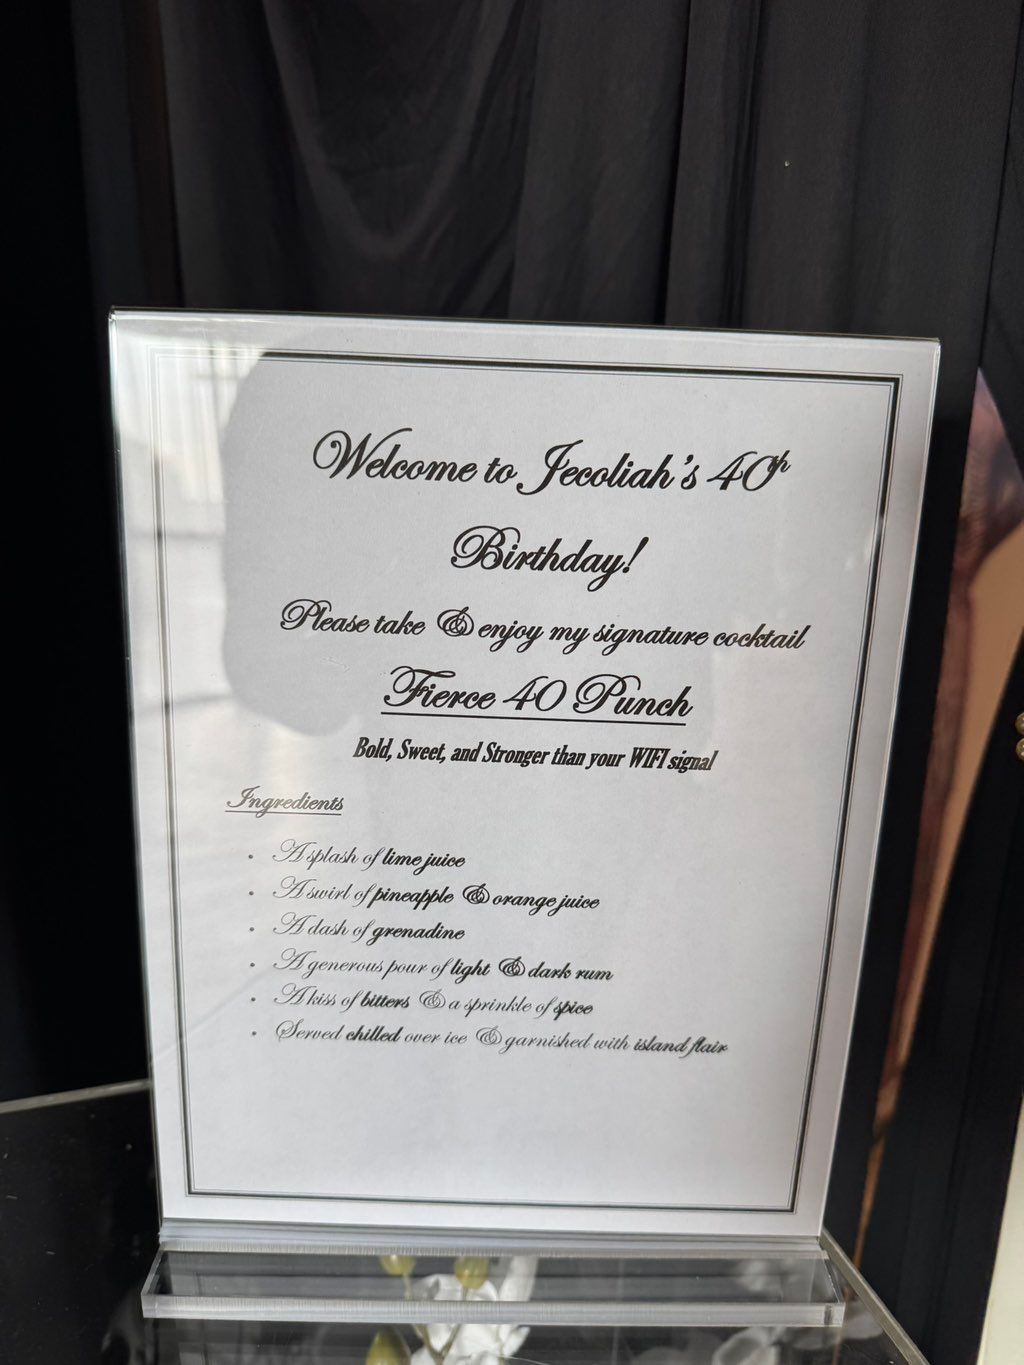 Welcome to Jecoliah's 40th
Birthday!
Please take & enjoy my signature cocktail
Fierce 40 Punch
Bold, Sweet, and Stronger than your WIFI signal
Ingredients
• A splash of lime juice
• A swirl of pineapple & orange juice
• A dash of grenadine
• A generous pour of light & dark rum
• A kiss of bitters & a sprinkle of spice
• Served chilled over ice & garnished with island flair